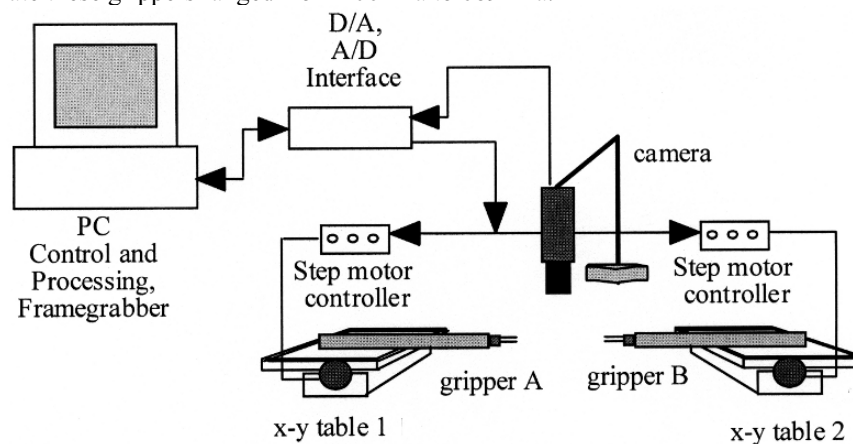 D/A,
A/D
Interface
camera
PC
Control and
Processing,
Framegrabber
Step motor
controller
Step motor
controller
gripper A
gripper B
x-y table 1
x-y table 2